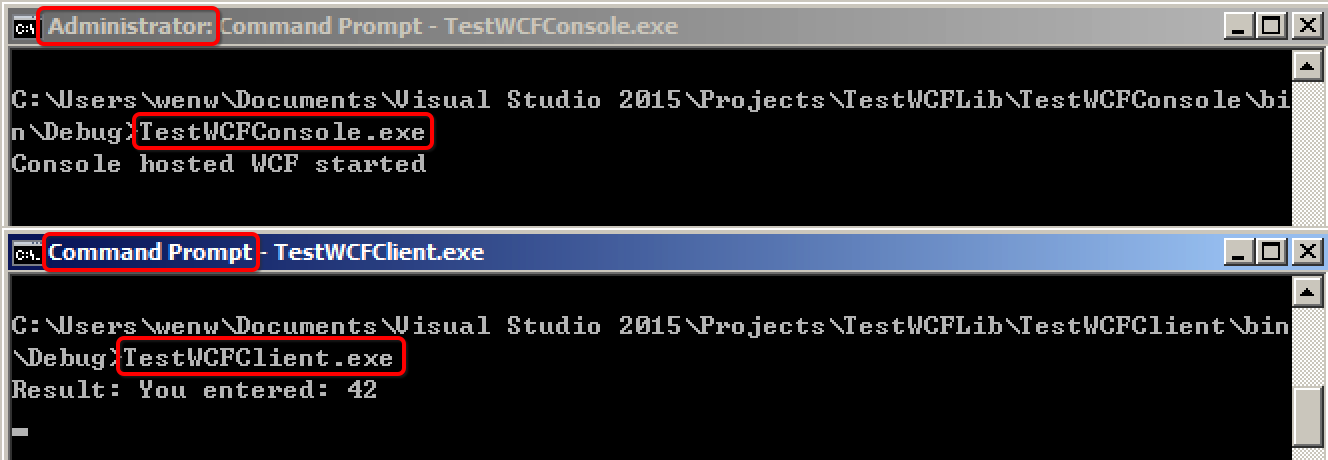 Administrator: Command Prompt - TestWCFConsole.exe
C:\Users\wenw\Documents\Visual Studio 2015\Projects\TestWCFLib\TestWCFConsole\bi
n\Debug>TestWCFConsole.exe
Console hosted WCF started
Command Prompt - TestWCFClient.exe
C:\Users\wenw\Documents\Visual Studio 2015\Projects\TestWCFLib\TestWCFClient\bin
\Debug>TestWCFClient.exe
Result: You entered: 42